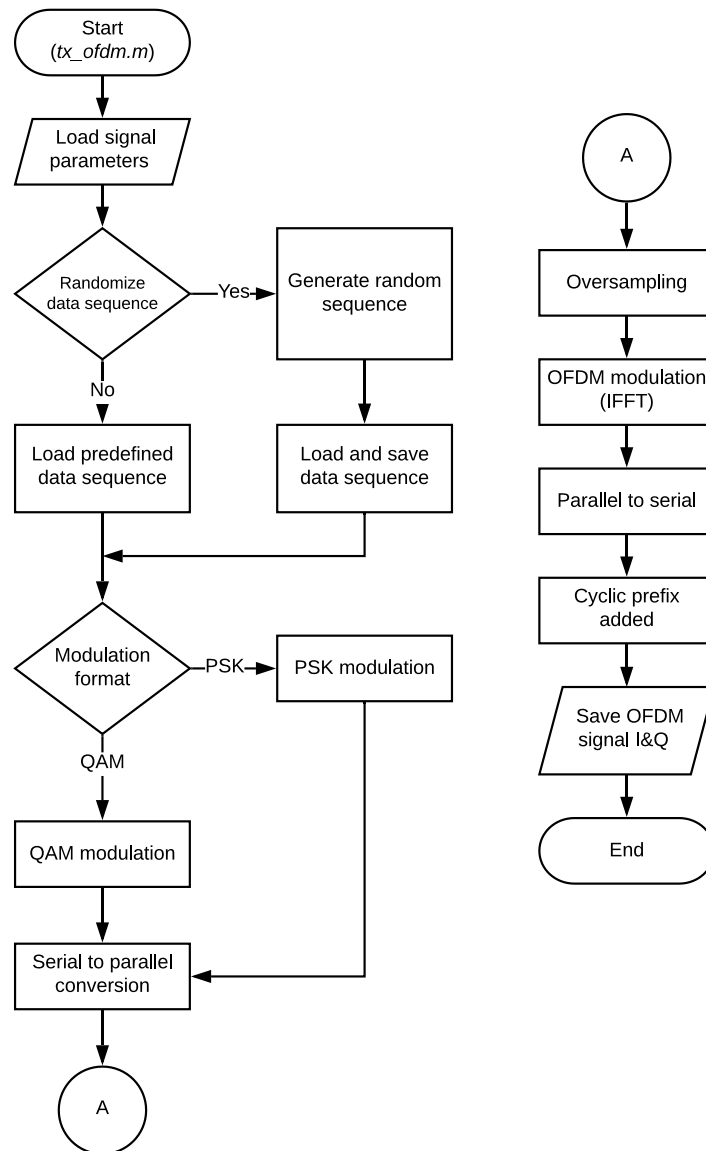 Start
(tx_ofdm.m)
Load signal
parameters
Randomize
data sequence
Yes
Generate random
sequence
No
Load predefined
data sequence
Load and save
data sequence
Modulation
format
PSK
PSK modulation
QAM
QAM modulation
Serial to parallel
conversion
A
A
Oversampling
OFDM modulation
(IFFT)
Parallel to serial
Cyclic prefix
added
Save OFDM
signal I&Q
End